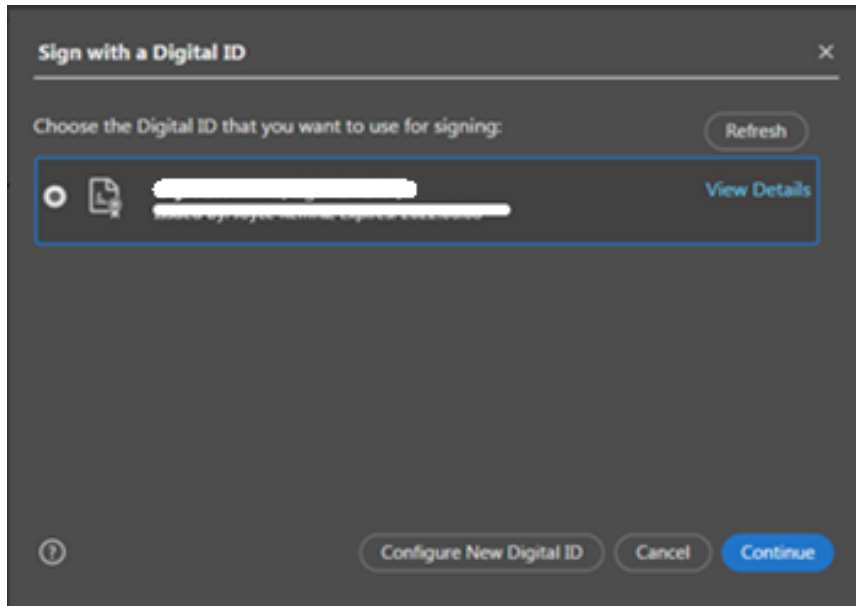 Sign with a Digital ID
Choose the Digital ID that you want to use for signing:
Refresh
View Details
Configure New Digital ID
Cancel
Continue